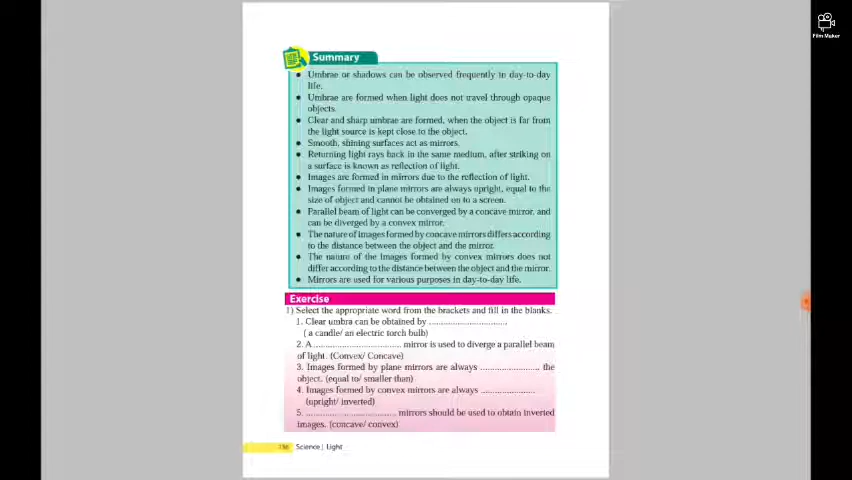 Film Maker
Summary
● Umbrae or shadows can be observed frequently in day-to-day
life.
● Umbrae are formed when light does not travel through opaque
objects.
● Clear and sharp umbrae are formed, when the object is far from
the light source is kept close to the object.
● Smooth, shining surfaces act as mirrors.
● Returning light rays back in the same medium, after striking on
a surface is known as reflection of light.
● Images are formed in mirrors due to the reflection of light.
● Images formed in plane mirrors are always upright, equal to the
size of object and cannot be obtained on to a screen.
● Parallel beam of light can be converged by a concave mirror, and
can be diverged by a convex mirror.
● The nature of images formed by concave mirrors differs according
to the distance between the object and the mirror.
● The nature of the images formed by convex mirrors does not
differ according to the distance between the object and the mirror.
● Mirrors are used for various purposes in day-to-day life.
Exercise
1) Select the appropriate word from the brackets and fill in the blanks.
1. Clear umbra can be obtained by ..............................
( a candle/ an electric torch bulb)
2. A .................................. mirror is used to diverge a parallel beam
of light. (Convex/ Concave)
3. Images formed by plane mirrors are always ....................... the
object. (equal to/ smaller than)
4. Images formed by convex mirrors are always .....................
(upright/ inverted)
5. .................................. mirrors should be used to obtain inverted
images. (concave/ convex)
Science | Light